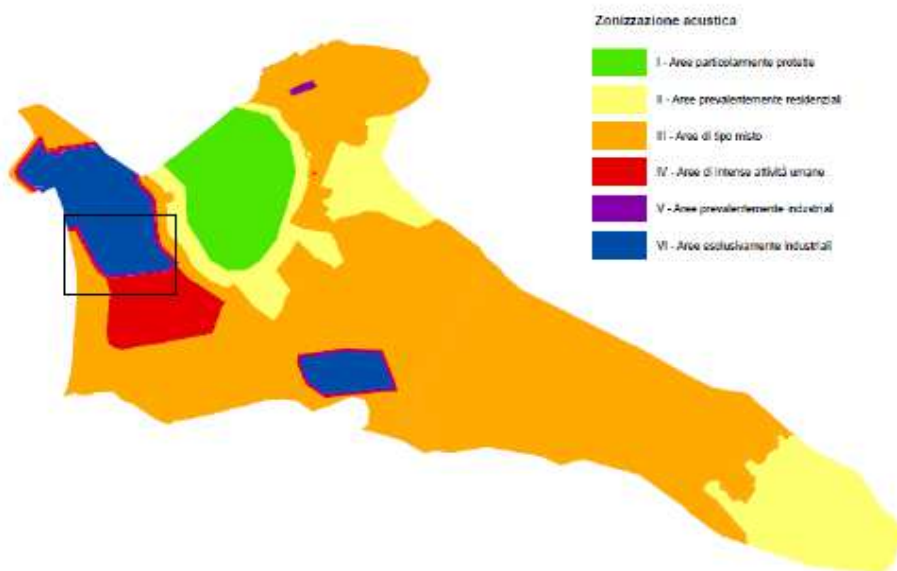 Zonizzazione acustica
I - Aree particolarmente protette
II - Aree prevalentemente residenziali
III - Aree di tipo misto
IV - Aree di intense attività umane
V - Aree prevalentemente industriali
VI - Aree esclusivamente industriali